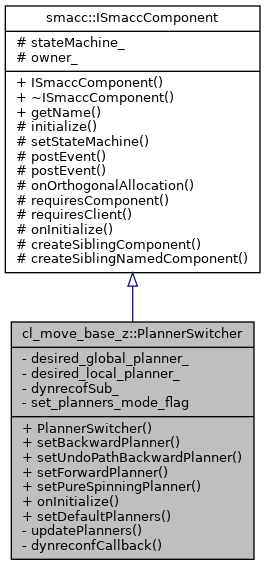 smacc::ISmaccComponent
# stateMachine_
# owner_
+ ISmaccComponent()
+ ~ISmaccComponent()
+ getName()
# initialize()
# setStateMachine()
# postEvent()
# postEvent()
# onOrthogonalAllocation()
# requiresComponent()
# requiresClient()
# onInitialize()
# createSiblingComponent()
# createSiblingNamedComponent()
cl_move_base_z::PlannerSwitcher
- desired_global_planner_
- desired_local_planner_
- dynrecofSub_
- set_planners_mode_flag
+ PlannerSwitcher()
+ setBackwardPlanner()
+ setUndoPathBackwardPlanner()
+ setForwardPlanner()
+ setPureSpinningPlanner()
+ onInitialize()
+ setDefaultPlanners()
- updatePlanners()
- dynreconfCallback()